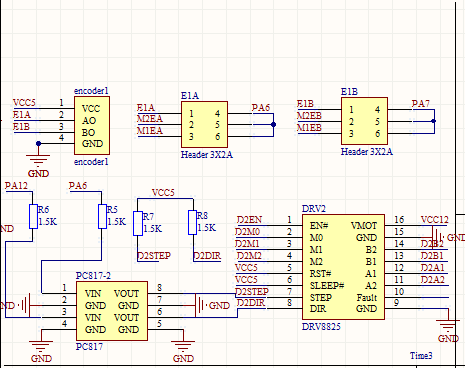 encoder1
VCC5 1 VCC
E1A 2 AO
E1B 3 BO
4 GND
GND
encoder1
E1A
E1A 1 4 PA6
M2EA 2 5
M1EA 3 6
Header 3X2A
E1B
E1B 1 4 PA7
M2EB 2 5
M1EB 3 6
Header 3X2A
PA12
R6
1.5K
ND
PA6
R5
1.5K
VCC5
R7
1.5K
R8
1.5K
D2STEP
D2DIR
PC817-2
1 VIN VOUT 8
2 GND GND 7
3 VIN VOUT 6
4 GND GND 5
PC817
ND
GND
GND
GND
DRV2
D2EN 1 EN# VMOT 16 VCC12
D2M0 2 M0 GND 15 GND
D2M1 3 M1 B2 14 D2B2
D2M2 4 M2 B1 13 D2B1
VCC5 5 RST# A1 12 D2A1
VCC5 6 SLEEP# A2 11 D2A2
D2STEP 7 STEP Fault 10
D2DIR 8 DIR GND 9
DRV8825
GND
Time3